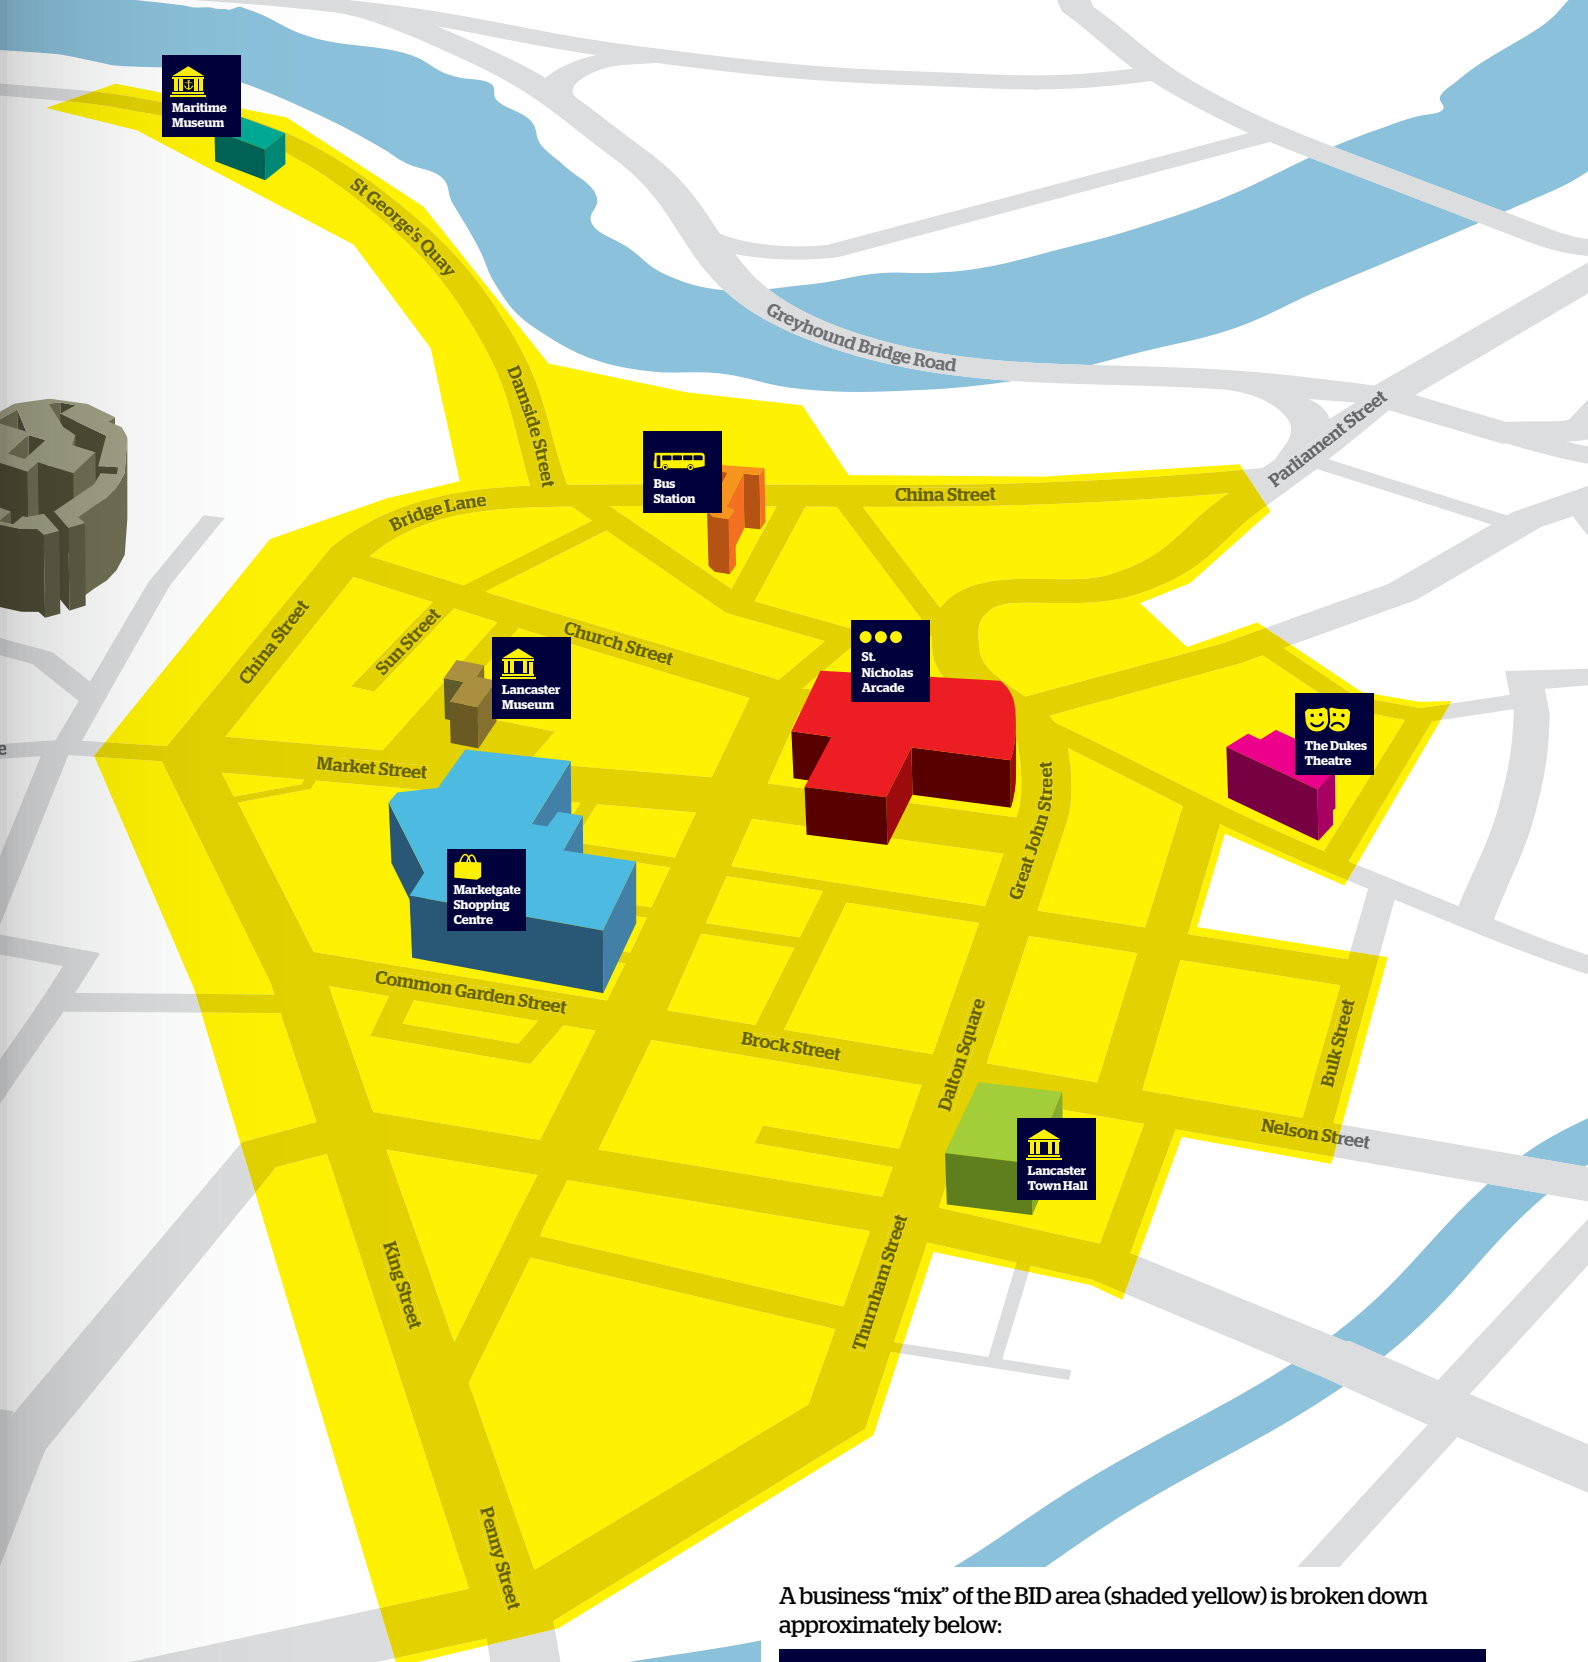 Maritime
Museum
St George's Quay
Greyhound Bridge Road
Damside Street
Parliament Street
Bus
Station
China Street
Bridge Lane
China Street
Sun Street
Church Street
St.
Nicholas
Arcade
Lancaster
Museum
The Dukes
Theatre
Market Street
Great John Street
Marketgate
Shopping
Centre
Common Garden Street
Brock Street
Dalton Square
Bulk Street
Nelson Street
Lancaster
Town Hall
King Street
Thurnham Street
Penny Street
A business “mix” of the BID area (shaded yellow) is broken down
approximately below: